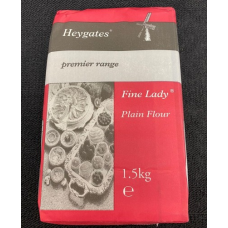 Heygates®
premier range
Fine Lady®
Plain Flour
1.5kg
℮